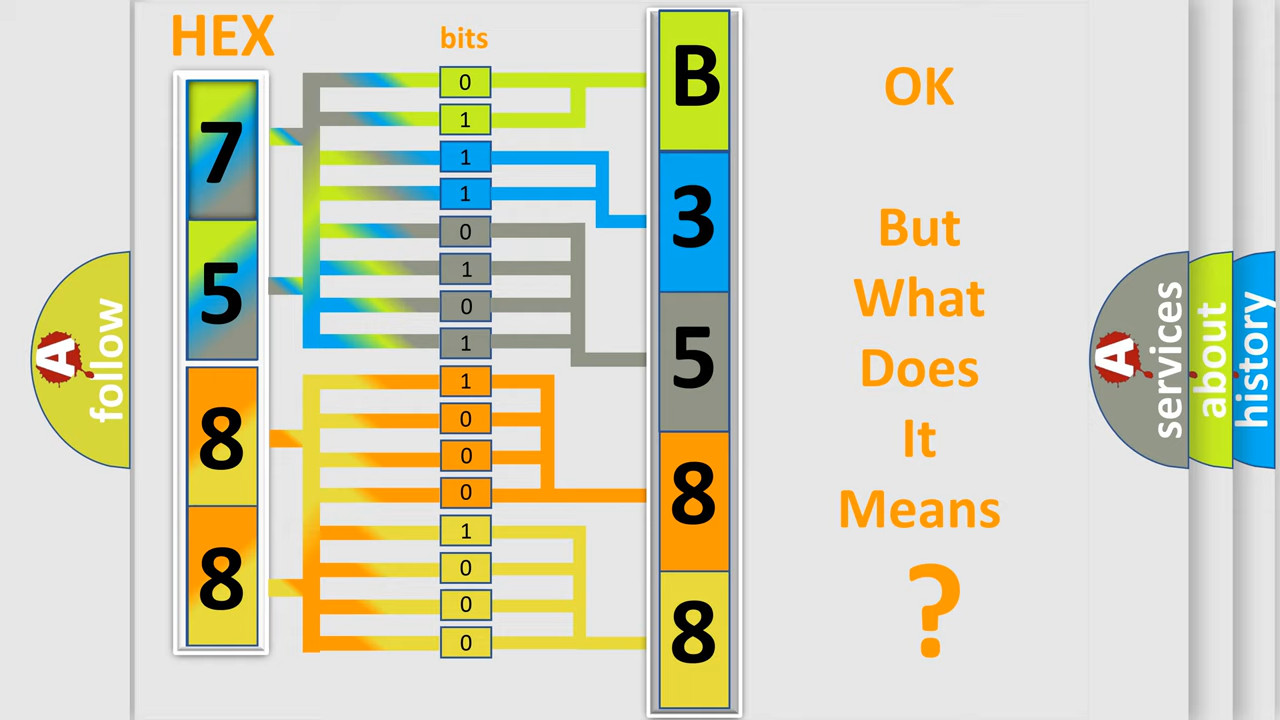 HEX
bits
7
5
8
8
0
1
1
1
0
1
0
1
1
0
0
0
1
0
0
0
B
3
5
8
8
OK
But
What
Does
It
Means
?
A
follow
A
services
about
history